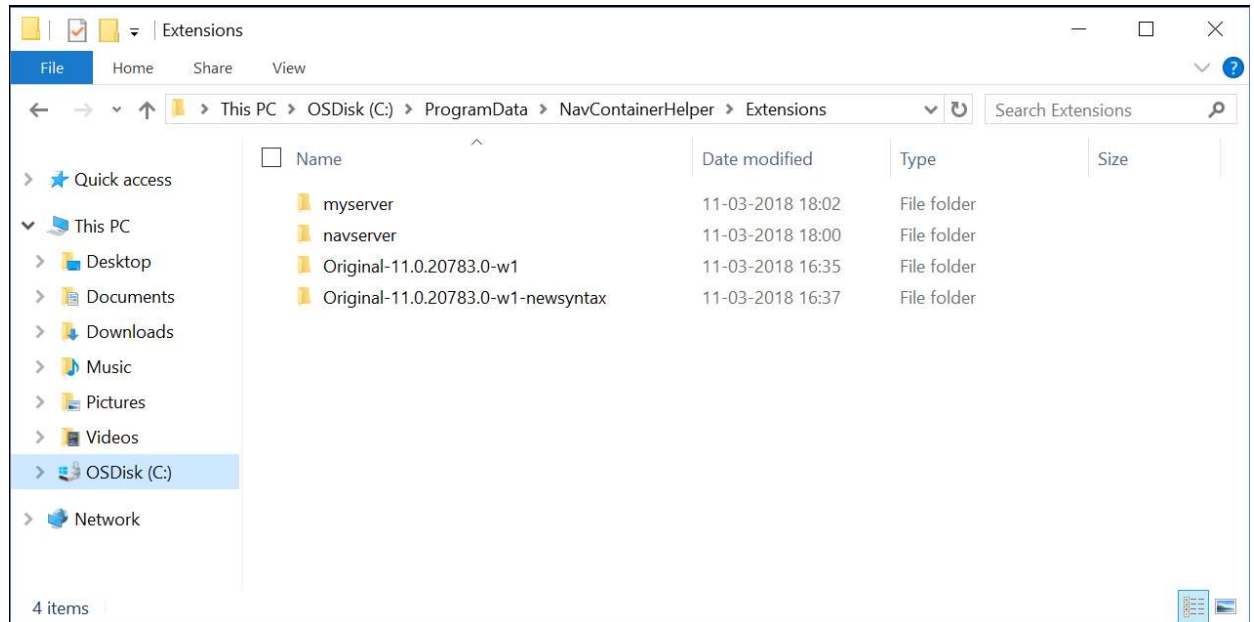 Extensions
File Home Share View
This PC > OSDisk (C:) > ProgramData > NavContainerHelper > Extensions Search Extensions
Name Date modified Type Size
Quick access
This PC
Desktop
Documents
Downloads
Music
Pictures
Videos
OSDisk (C:)
Network
myserver 11-03-2018 18:02 File folder
navserver 11-03-2018 18:00 File folder
Original-11.0.20783.0-w1 11-03-2018 16:35 File folder
Original-11.0.20783.0-w1-newsyntax 11-03-2018 16:37 File folder
4 items